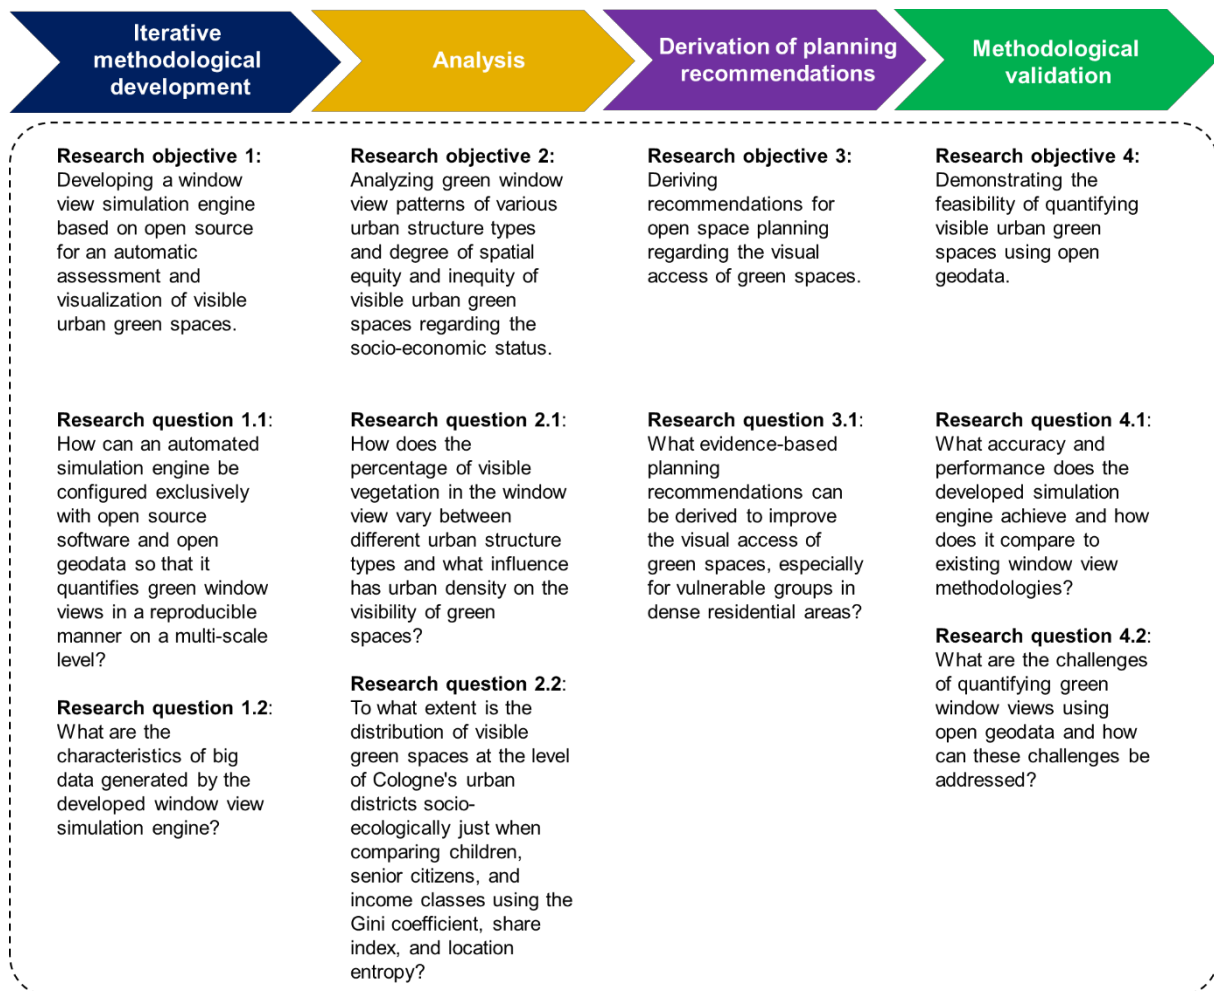 Iterative
methodological
development
Analysis
Derivation of planning
recommendations
Methodological
validation
Research objective 1:
Developing a window
view simulation engine
based on open source
for an automatic
assessment and
visualization of visible
urban green spaces.
Research question 1.1:
How can an automated
simulation engine be
configured exclusively
with open source
software and open
geodata so that it
quantifies green window
views in a reproducible
manner on a multi-scale
level?
Research question 1.2:
What are the
characteristics of big
data generated by the
developed window view
simulation engine?
Research objective 2:
Analyzing green window
view patterns of various
urban structure types
and degree of spatial
equity and inequity of
visible urban green
spaces regarding the
socio-economic status.
Research question 2.1:
How does the
percentage of visible
vegetation in the window
view vary between
different urban structure
types and what influence
has urban density on the
visibility of green
spaces?
Research question 2.2:
To what extent is the
distribution of visible
green spaces at the level
of Cologne's urban
districts socio-
ecologically just when
comparing children,
senior citizens, and
income classes using the
Gini coefficient, share
index, and location
entropy?
Research objective 3:
Deriving
recommendations for
open space planning
regarding the visual
access of green spaces.
Research question 3.1:
What evidence-based
planning
recommendations can
be derived to improve
the visual access of
green spaces, especially
for vulnerable groups in
dense residential areas?
Research objective 4:
Demonstrating the
feasibility of quantifying
visible urban green
spaces using open
geodata.
Research question 4.1:
What accuracy and
performance does the
developed simulation
engine achieve and how
does it compare to
existing window view
methodologies?
Research question 4.2:
What are the challenges
of quantifying green
window views using
open geodata and how
can these challenges be
addressed?